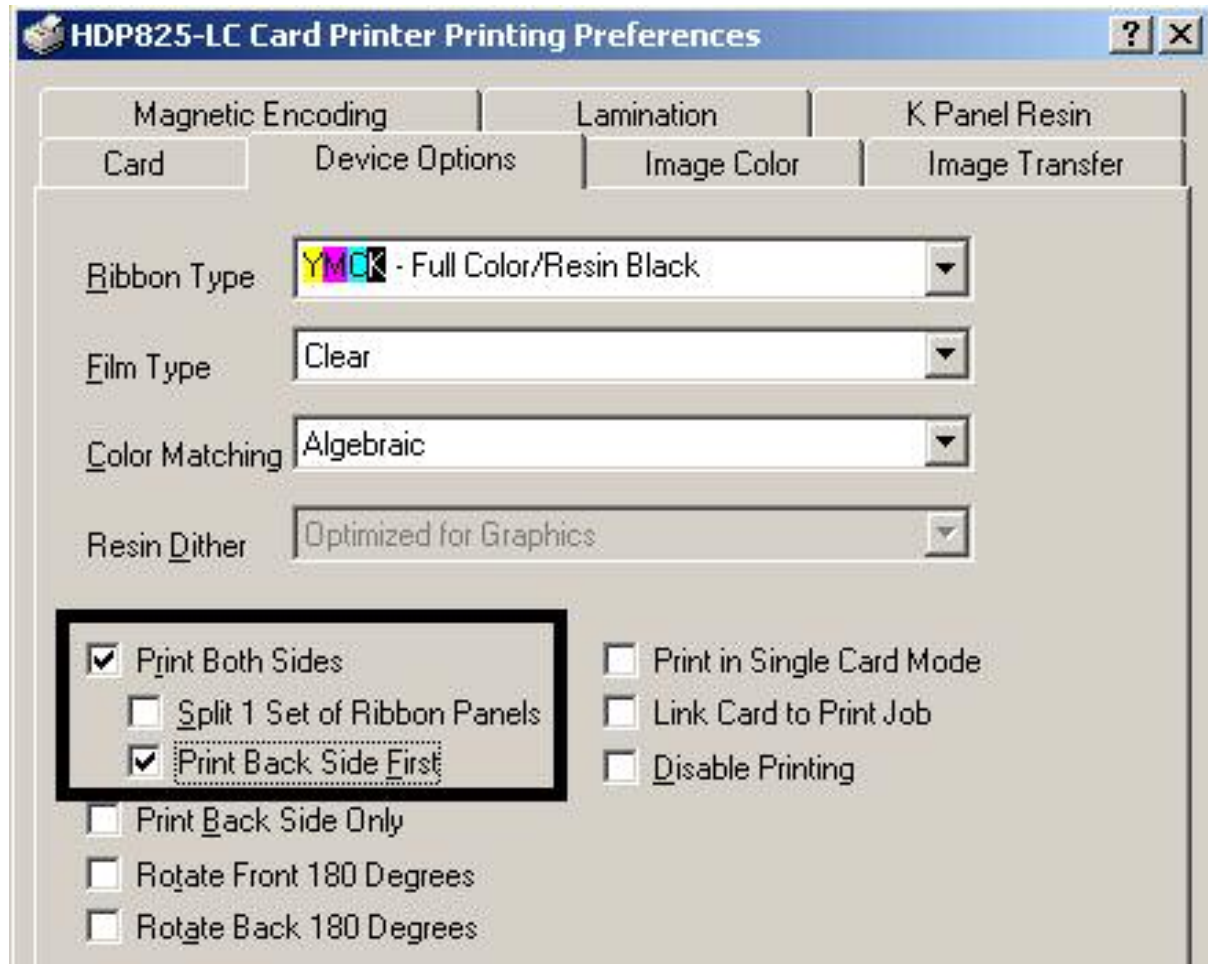 HDP825-LC Card Printer Printing Preferences
Magnetic Encoding Lamination K Panel Resin
Card Device Options Image Color Image Transfer
Ribbon Type YMCK - Full Color/Resin Black
Film Type Clear
Color Matching Algebraic
Resin Dither Optimized for Graphics
Print Both Sides Print in Single Card Mode
Split 1 Set of Ribbon Panels Link Card to Print Job
Print Back Side First Disable Printing
Print Back Side Only
Rotate Front 180 Degrees
Rotate Back 180 Degrees